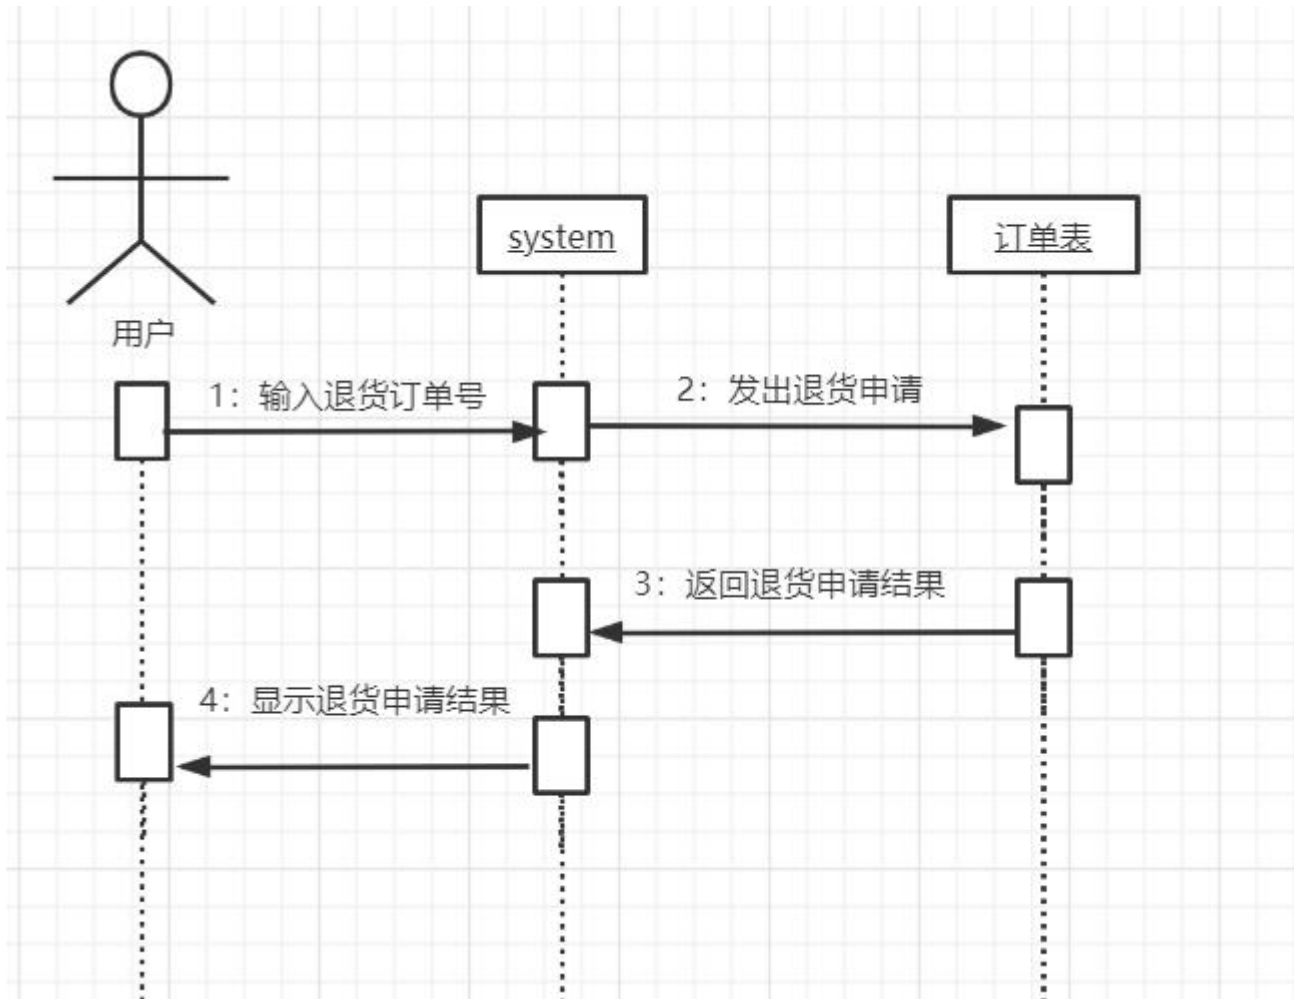 system
订单表
用户
1：输入退货订单号
2：发出退货申请
3：返回退货申请结果
4：显示退货申请结果